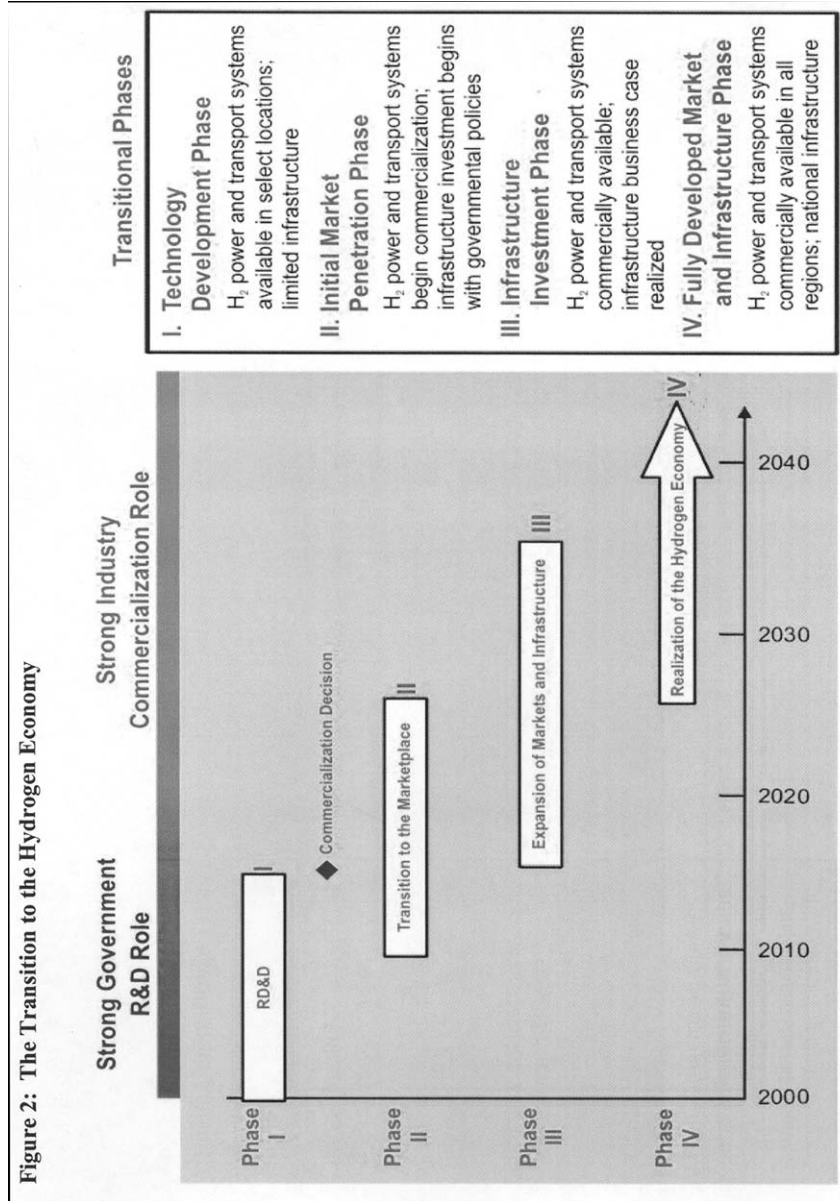 Figure 2: The Transition to the Hydrogen Economy
Strong Government
R&D Role
Strong Industry
Commercialization Role
Phase
I
RD&D
I
Commercialization Decision
Phase
II
Transition to the Marketplace
II
Phase
III
Expansion of Markets and Infrastructure
III
Phase
IV
Realization of the Hydrogen Economy
IV
2000
2010
2020
2030
2040
Transitional Phases
I. Technology
Development Phase
H₂ power and transport systems
available in select locations;
limited infrastructure
II. Initial Market
Penetration Phase
H₂ power and transport systems
begin commercialization;
infrastructure investment begins
with governmental policies
III. Infrastructure
Investment Phase
H₂ power and transport systems
commercially available;
infrastructure business case
realized
IV. Fully Developed Market
and Infrastructure Phase
H₂ power and transport systems
commercially available in all
regions; national infrastructure